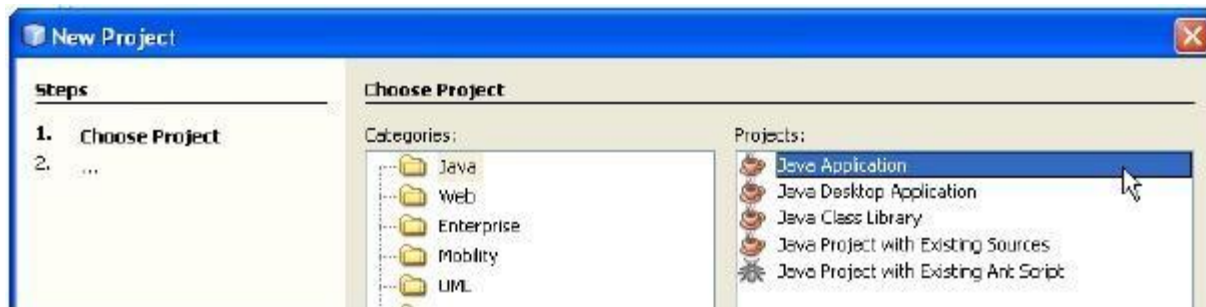 New Project
Steps
Choose Project
1. Choose Project
2. ...
Categories:
Java
Web
Enterprise
Mobility
UML
Projects:
Java Application
Java Desktop Application
Java Class Library
Java Project with Existing Sources
Java Project with Existing Ant Script